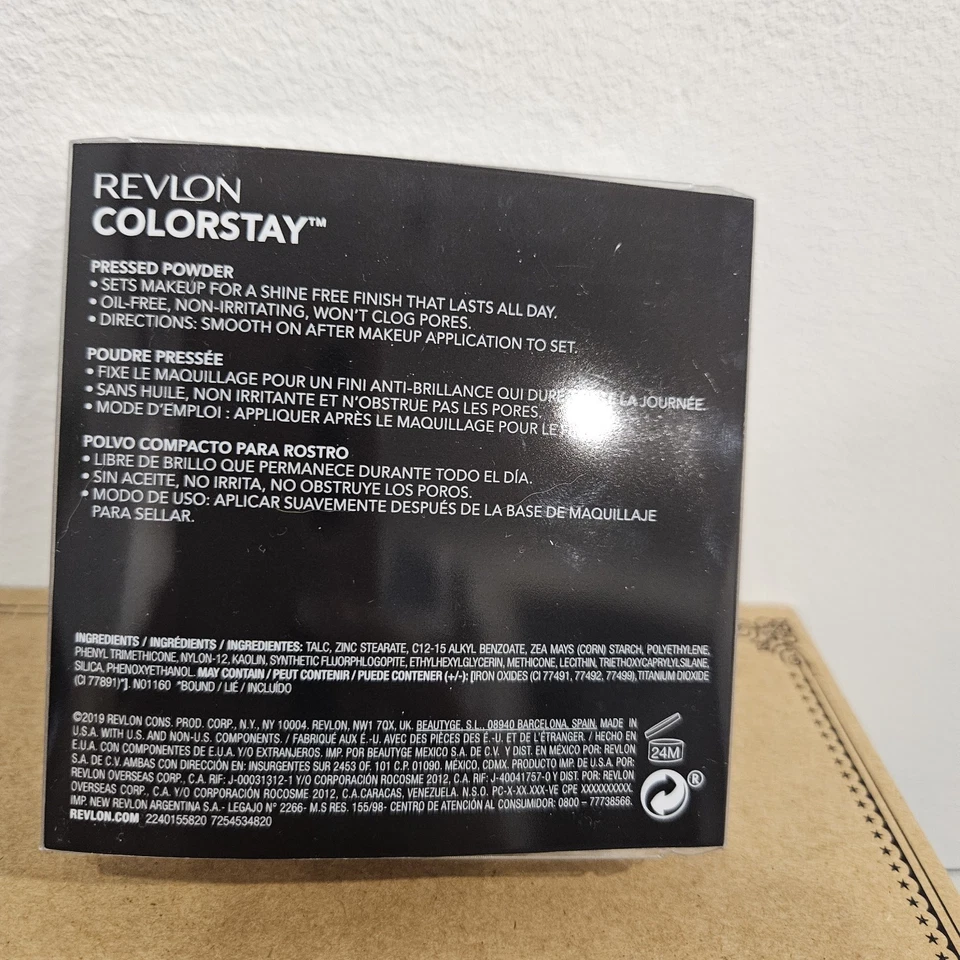 REVLON
COLORSTAY™
PRESSED POWDER
• SETS MAKEUP FOR A SHINE FREE FINISH THAT LASTS ALL DAY.
• OIL-FREE, NON-IRRITATING, WON'T CLOG PORES.
• DIRECTIONS: SMOOTH ON AFTER MAKEUP APPLICATION TO SET.
POUDRE PRESSÉE
• FIXE LE MAQUILLAGE POUR UN FINI ANTI-BRILLANCE QUI LA JOURNÉE.
• SANS HUILE, NON IRRITANTE ET N'OBSTRUE PAS LES PORES.
• MODE D'EMPLOI : APPLIQUER APRÈS LE MAQUILLAGE POUR LE
POLVO COMPACTO PARA ROSTRO
• LIBRE DE BRILLO QUE PERMANECE DURANTE TODO EL DÍA.
• SIN ACEITE, NO IRRITA, NO OBSTRUYE LOS POROS.
• MODO DE USO: APLICAR SUAVEMENTE DESPUÉS DE LA BASE DE MAQUILLAJE
PARA SELLAR.
INGREDIENTS / INGRÉDIENTS / INGREDIENTES: TALC, ZINC STEARATE, C12-15 ALKYL BENZOATE, ZEA MAYS (CORN) STARCH, POLYETHYLENE,
PHENYL TRIMETHICONE, NYLON-12, KAOLIN, SYNTHETIC FLUORPHLOGOPITE, ETHYLHEXYLGLYCERIN, METHICONE, LECITHIN, TRIETHOXYCAPRYLYLSILANE,
SILICA, PHENOXYETHANOL. MAY CONTAIN / PEUT CONTENIR / PUEDE CONTENER (+/-): [IRON OXIDES (CI 77491, 77492, 77499), TITANIUM DIOXIDE
(CI 77891)*]. N01160 *BOUND / LIÉ / INCLUÍDO
©2019 REVLON CONS. PROD. CORP., N.Y., NY 10004. REVLON, NW1 7QX, UK. BEAUTYGE, S.L., 08940 BARCELONA, SPAIN. MADE IN
U.S.A. WITH U.S. AND NON-U.S. COMPONENTS. / FABRIQUÉ AUX É.-U. AVEC DES PIÈCES DES É.-U. ET DE L'ÉTRANGER. / HECHO EN
E.U.A. CON COMPONENTES DE E.U.A. Y/O EXTRANJEROS. IMP. POR BEAUTYGE MEXICO S.A. DE C.V. Y DIST. EN MÉXICO POR: REVLON
S.A. DE C.V. AMBAS CON DIRECCIÓN EN: INSURGENTES SUR 2453 OF. 101 C.P. 01090. MÉXICO, CDMX. PRODUCTO IMP. DE U.S.A. POR:
REVLON OVERSEAS CORP., C.A. RIF: J-00031312-1 Y/O CORPORACIÓN ROCOSME 2012, C.A. RIF: J-40041757-0 Y DIST. POR: REVLON
OVERSEAS CORP., C.A. Y/O CORPORACIÓN ROCOSME 2012, C.A.CARACAS, VENEZUELA. N.S.O. PC-X-XX.XXX-VE CPE XXXXXXXXXX.
IMP. NEW REVLON ARGENTINA S.A.- LEGAJO N° 2266- M.S RES. 155/98- CENTRO DE ATENCIÓN AL CONSUMIDOR: 0800 – 77738566.
REVLON.COM 2240155820 7254534820
24M
®